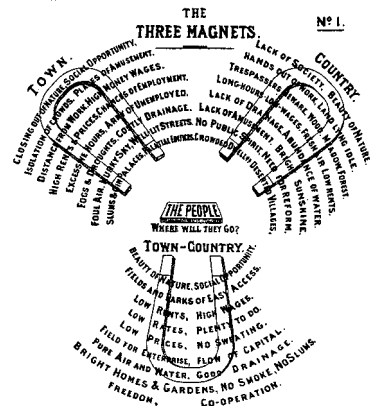 THE
THREE MAGNETS.
No 1.
TOWN.
CLOSING OUT OF NATURE. SOCIAL OPPORTUNITY.
ISOLATION OF CROWDS. PLACES OF AMUSEMENT.
DISTANCE FROM WORK. HIGH MONEY WAGES.
HIGH RENTS & PRICES. CHANCES OF EMPLOYMENT.
EXCESSIVE HOURS. ARMY OF UNEMPLOYED.
FOGS & DROUGHTS. COSTLY DRAINAGE.
FOUL AIR. MURKY SKY. WELL-LIT STREETS.
SLUMS & GIN PALACES. PALATIAL EDIFICES.
COUNTRY.
LACK OF SOCIETY. BEAUTY OF NATURE.
HANDS OUT OF WORK. LAND LYING IDLE.
TRESPASSERS BEWARE. WOOD, MEADOW, FOREST.
LONG HOURS LOW WAGES. FRESH AIR LOW RENTS.
LACK OF DRAINAGE. ABUNDANCE OF WATER.
LACK OF AMUSEMENT. BRIGHT SUNSHINE.
NO PUBLIC SPIRIT. NEED FOR REFORM.
CROWDED DWELLINGS. DESERTED VILLAGES.
THE PEOPLE
WHERE WILL THEY GO?
TOWN-COUNTRY.
BEAUTY OF NATURE, SOCIAL OPPORTUNITY.
FIELDS AND PARKS OF EASY ACCESS.
LOW RENTS, HIGH WAGES.
LOW RATES, PLENTY TO DO.
LOW PRICES, NO SWEATING.
FIELD FOR ENTERPRISE, FLOW OF CAPITAL.
PURE AIR AND WATER, GOOD DRAINAGE.
BRIGHT HOMES & GARDENS, NO SMOKE, NO SLUMS.
FREEDOM, CO-OPERATION.